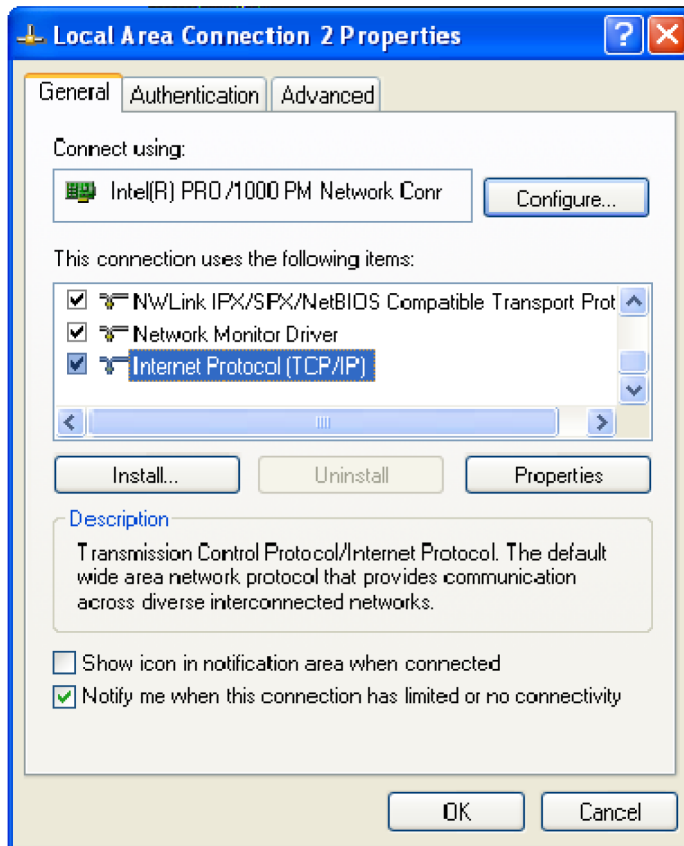 Local Area Connection 2 Properties
General Authentication Advanced
Connect using:
Intel(R) PRO/1000 PM Network Conr
Configure...
This connection uses the following items:
NWLink IPX/SPX/NetBIOS Compatible Transport Prot
Network Monitor Driver
Internet Protocol (TCP/IP)
Install... Uninstall Properties
Description
Transmission Control Protocol/Internet Protocol. The default
wide area network protocol that provides communication
across diverse interconnected networks.
Show icon in notification area when connected
Notify me when this connection has limited or no connectivity
OK Cancel